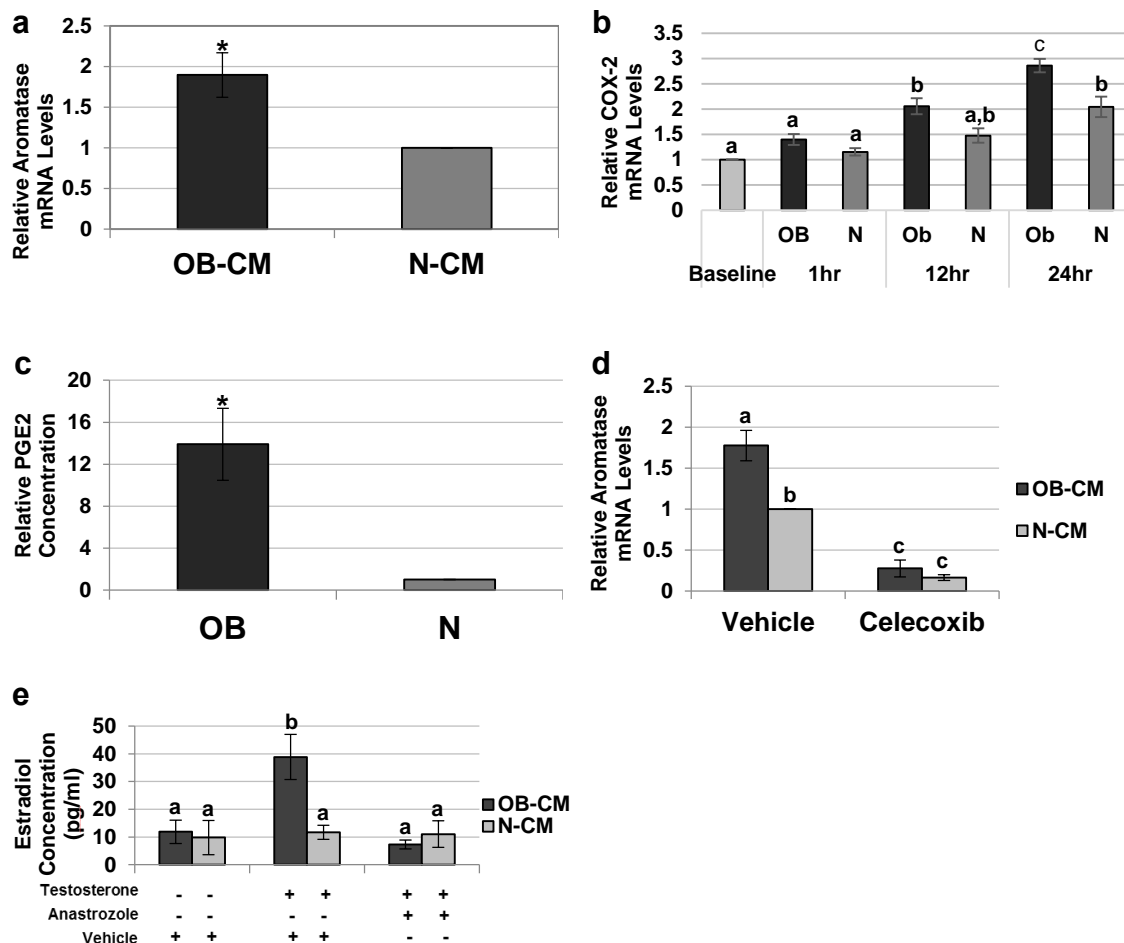 a
Relative Aromatase
mRNA Levels
2.5
2
1.5
1
0.5
0
*
OB-CM
N-CM
b
Relative COX-2
mRNA Levels
3.5
3
2.5
2
1.5
1
0.5
0
a
a
a
b
a,b
c
b
OB
N
Ob
N
Ob
N
Baseline
1hr
12hr
24hr
c
Relative PGE2
Concentration
20
16
12
8
4
0
*
OB
N
d
Relative Aromatase
mRNA Levels
2.5
2
1.5
1
0.5
0
a
b
c
c
Vehicle
Celecoxib
OB-CM
N-CM
e
Estradiol
Concentration
(pg/ml)
50
40
30
20
10
0
a
a
b
a
a
a
OB-CM
N-CM
Testosterone - - + + + +
Anastrozole - - - - + +
Vehicle + + + + - -